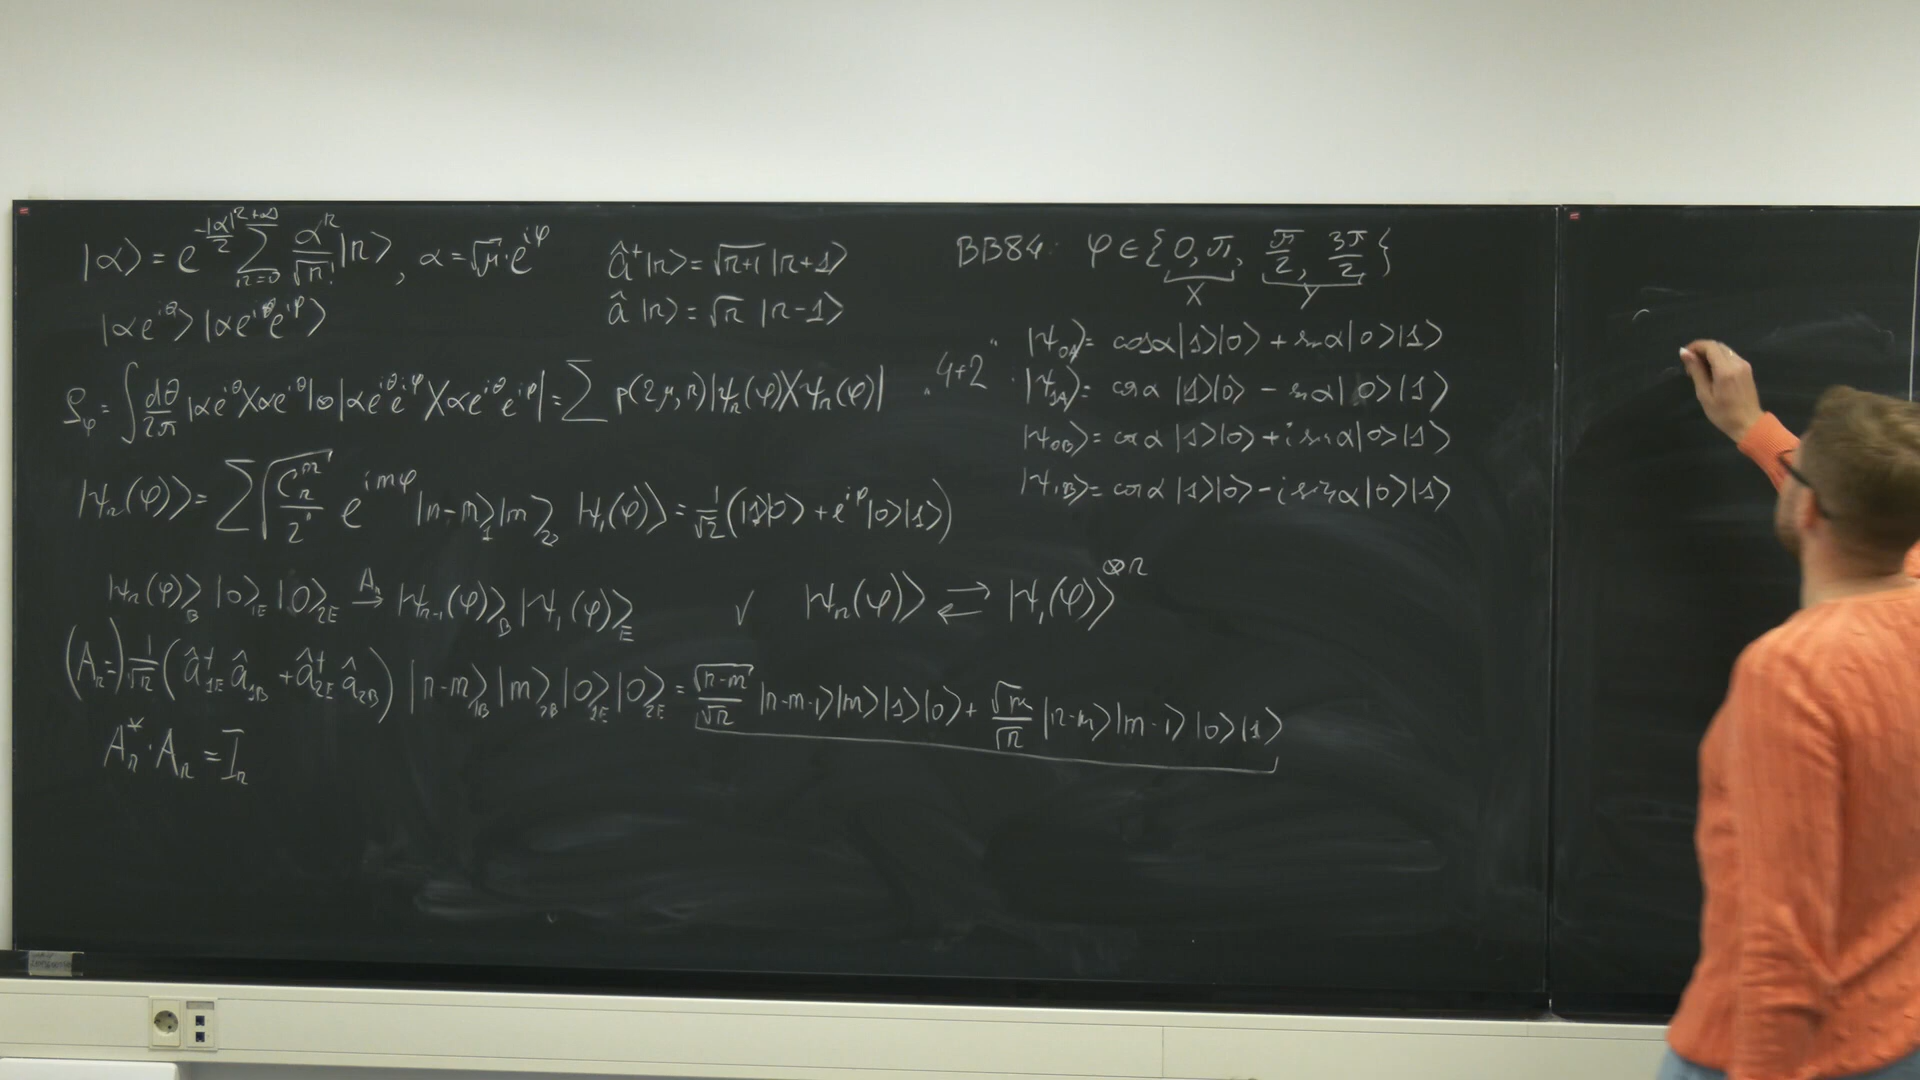 |α⟩ = e^{-|α|²/2} ∑_{n=0}^{+∞} α^n/√n! |n⟩, α = √μ · e^{iφ}
|αe^{iθ}⟩|αe^{iθ}e^{iφ}⟩
â⁺|n⟩ = √n+1 |n+1⟩
â |n⟩ = √n |n-1⟩
ρ_φ = ∫ dθ/2π |αe^{iθ}⟩⟨αe^{iθ}| ⊗ |αe^{iθ}e^{iφ}⟩⟨αe^{iθ}e^{iφ}| = ∑ p(2μ,n)|ψ_n(φ)⟩⟨ψ_n(φ)|
|ψ_n(φ)⟩ = ∑ √(C_n^m/2^n) e^{imφ} |n-m⟩_1 |m⟩_2, |ψ_1(φ)⟩ = 1/√2 (|1⟩|0⟩ + e^{iφ}|0⟩|1⟩)
|ψ_n(φ)⟩_B |0⟩_{1E} |0⟩_{2E} →^{A_n} |ψ_{n-1}(φ)⟩_B |ψ_1(φ)⟩_E
(A_n =) 1/√n (â⁺_{1E} â_{1B} + â⁺_{2E} â_{2B}) |n-m⟩_{1B} |m⟩_{2B} |0⟩_{1E} |0⟩_{2E} = √n-m/√n |n-m-1⟩|m⟩|1⟩|0⟩ + √m/√n |n-m⟩|m-1⟩|0⟩|1⟩
A_n^* · A_n = I_n
BB84: φ ∈ {0, π, π/2, 3π/2}
X Y
"4+2"
|ψ_{0A}⟩ = cosα|1⟩|0⟩ + sinα|0⟩|1⟩
|ψ_{1A}⟩ = cosα |1⟩|0⟩ - sinα|0⟩|1⟩
|ψ_{0B}⟩ = cosα |1⟩|0⟩ + i sinα|0⟩|1⟩
|ψ_{1B}⟩ = cosα |1⟩|0⟩ - i sinα|0⟩|1⟩
✓ |ψ_n(φ)⟩ ⇄ |ψ_1(φ)⟩^{⊗n}